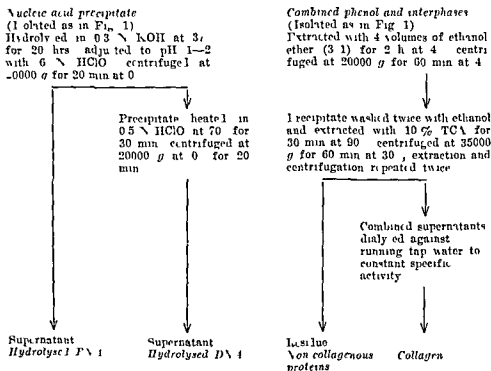 Nucleic acid precipitate
(I olated as in Fig. 1)
Hydrolysed in 0 3 N KOH at 37
for 20 hrs adjusted to pH 1–2
with 6 N HClO centrifuged at
20000 g for 20 min at 0
Precipitate heated in
0 5 N HClO at 70 for
30 min centrifuged at
20000 g at 0 for 20
min
Supernatant
Hydrolysed RNA
Supernatant
Hydrolysed DNA
Combined phenol and interphases
(Isolated as in Fig 1)
Extracted with 4 volumes of ethanol
ether (3 1) for 2 h at 4 centri
fuged at 20000 g for 60 min at 4
Precipitate washed twice with ethanol
and extracted with 10 % TCA for
30 min at 90 centrifuged at 35000
g for 60 min at 30 , extraction and
centrifugation repeated twice
Combined supernatants
dialysed against
running tap water to
constant specific
activity
Residue
Non collagenous
proteins
Collagen